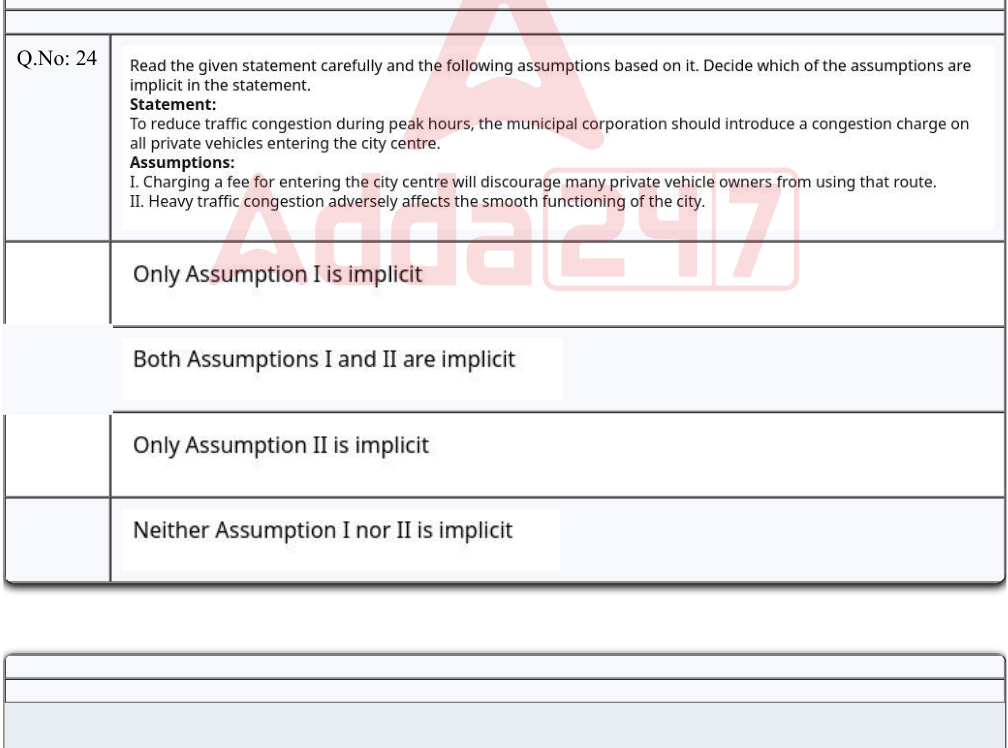 Q.No: 24
Read the given statement carefully and the following assumptions based on it. Decide which of the assumptions are
implicit in the statement.
Statement:
To reduce traffic congestion during peak hours, the municipal corporation should introduce a congestion charge on
all private vehicles entering the city centre.
Assumptions:
I. Charging a fee for entering the city centre will discourage many private vehicle owners from using that route.
II. Heavy traffic congestion adversely affects the smooth functioning of the city.
Adda247
Only Assumption I is implicit
Both Assumptions I and II are implicit
Only Assumption II is implicit
Neither Assumption I nor II is implicit